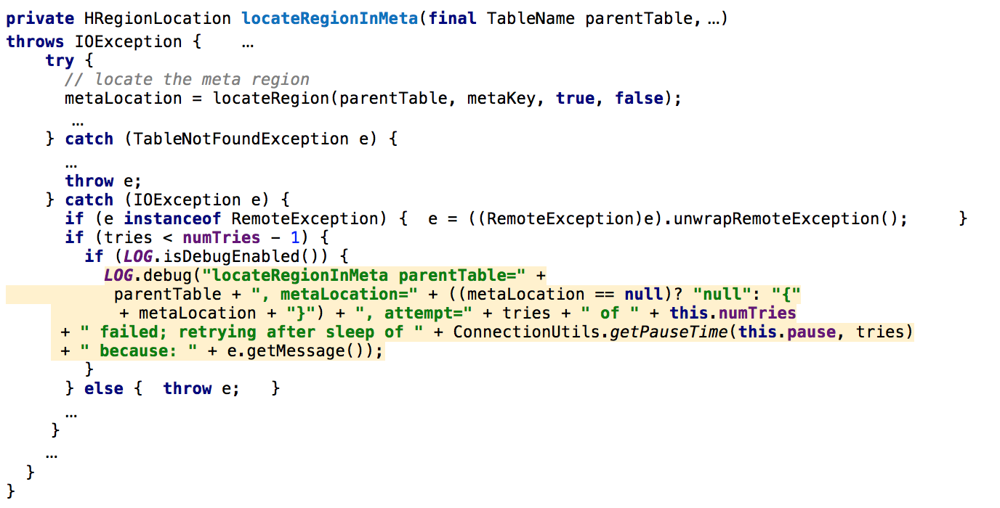 private HRegionLocation locateRegionInMeta(final TableName parentTable, …)
throws IOException {    …
    try {
      // locate the meta region
      metaLocation = locateRegion(parentTable, metaKey, true, false);
      …
    } catch (TableNotFoundException e) {
      …
      throw e;
    } catch (IOException e) {
      if (e instanceof RemoteException) {  e = ((RemoteException)e).unwrapRemoteException();     }
      if (tries < numTries - 1) {
        if (LOG.isDebugEnabled()) {
          LOG.debug("locateRegionInMeta parentTable=" +
           parentTable + ", metaLocation=" + ((metaLocation == null)? "null": "{"
           + metaLocation + "}") + ", attempt=" + tries + " of " + this.numTries
     + " failed; retrying after sleep of " + ConnectionUtils.getPauseTime(this.pause, tries)
     + " because: " + e.getMessage());
        }
      } else {  throw e;   }
      …
     }
    …
  }
}